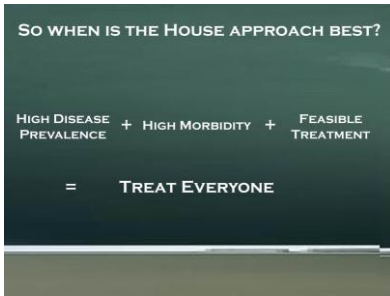 SO WHEN IS THE HOUSE APPROACH BEST?
HIGH DISEASE PREVALENCE + HIGH MORBIDITY + FEASIBLE TREATMENT
= TREAT EVERYONE